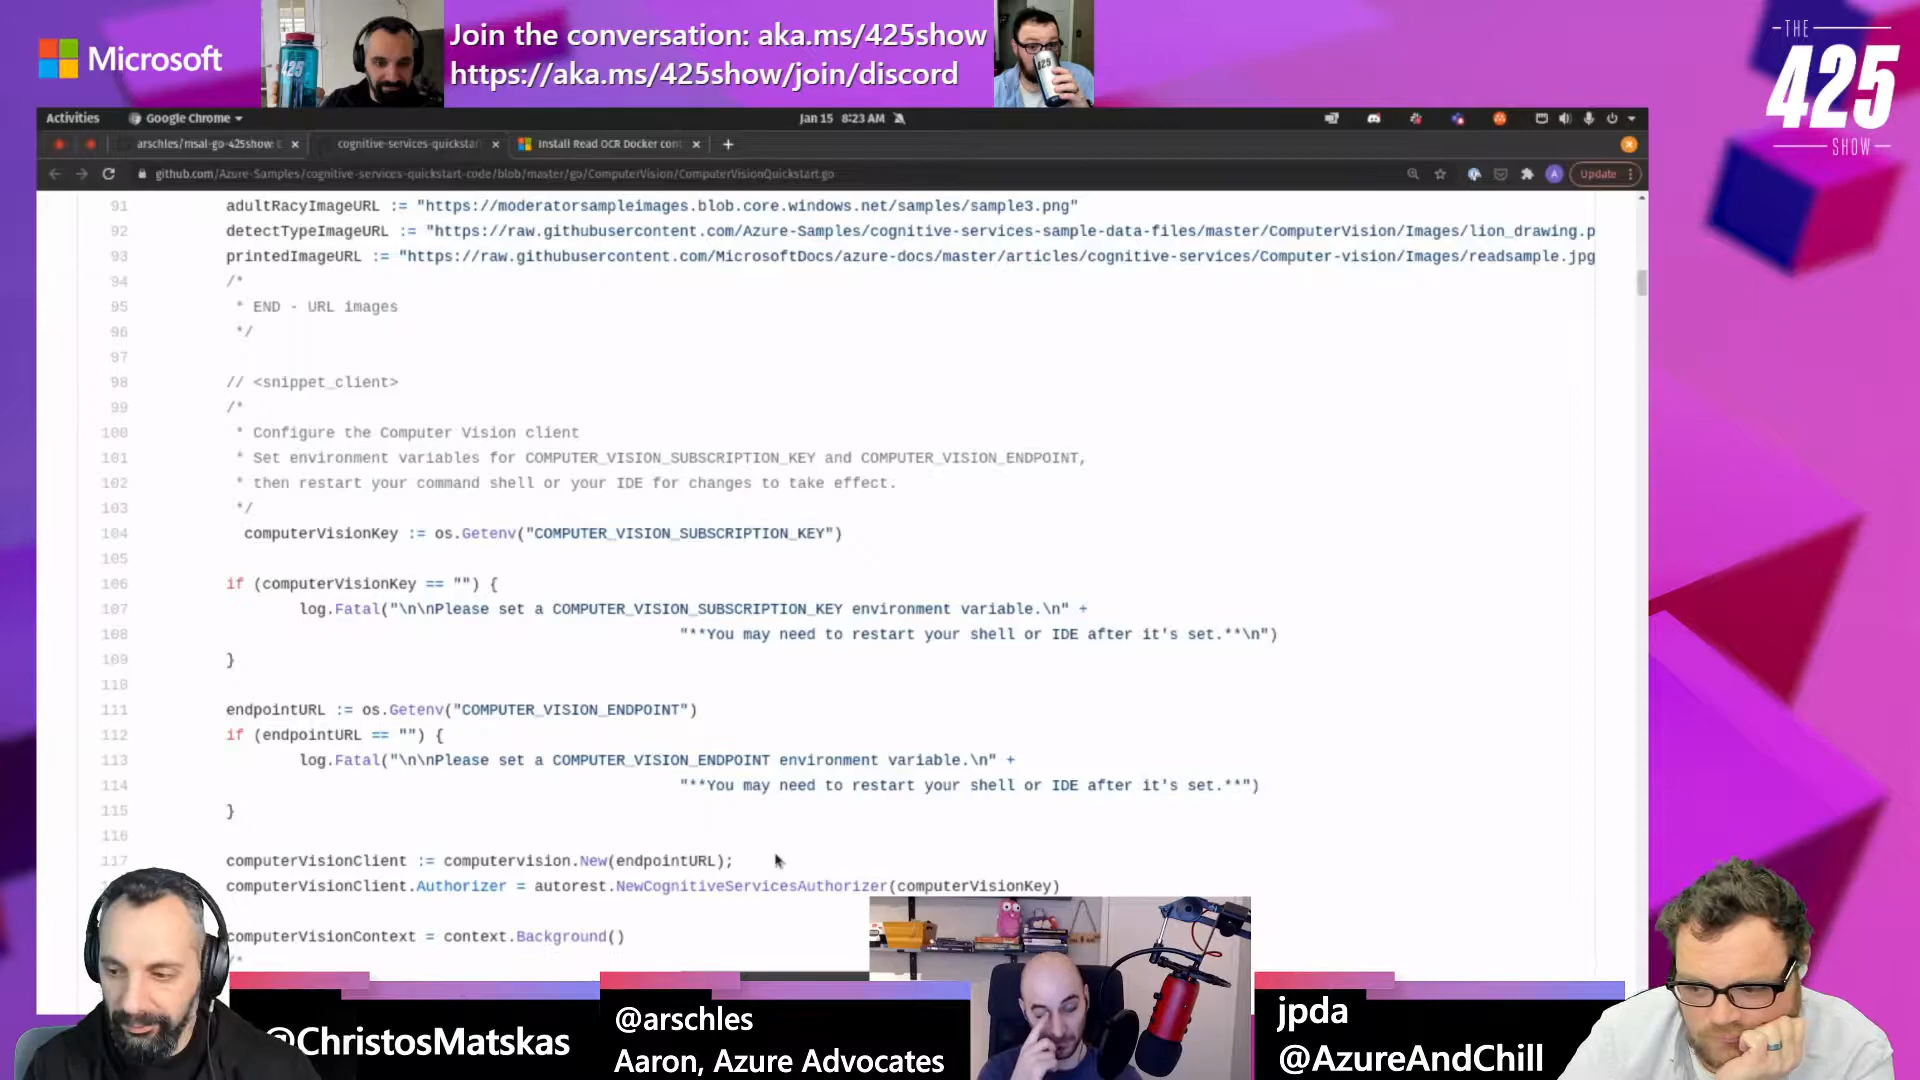 Microsoft
425
Join the conversation: aka.ms/425show
https://aka.ms/425show/join/discord
425
THE
425
SHOW
Activities
Google Chrome
Jan 15 8:23 AM
arschles/msal-go-425show:
cognitive-services-quickstar
Install Read OCR Docker cont
github.com/Azure-Samples/cognitive-services-quickstart-code/blob/master/go/ComputerVision/ComputerVisionQuickstart.go
A
Update
91 adultRacyImageURL := "https://moderatorsampleimages.blob.core.windows.net/samples/sample3.png"
92 detectTypeImageURL := "https://raw.githubusercontent.com/Azure-Samples/cognitive-services-sample-data-files/master/ComputerVision/Images/lion_drawing.p
93 printedImageURL := "https://raw.githubusercontent.com/MicrosoftDocs/azure-docs/master/articles/cognitive-services/Computer-vision/Images/readsample.jpg
94 /*
95 * END - URL images
96 */
97
98 // <snippet_client>
99 /*
100 * Configure the Computer Vision client
101 * Set environment variables for COMPUTER_VISION_SUBSCRIPTION_KEY and COMPUTER_VISION_ENDPOINT,
102 * then restart your command shell or your IDE for changes to take effect.
103 */
104 computerVisionKey := os.Getenv("COMPUTER_VISION_SUBSCRIPTION_KEY")
105
106 if (computerVisionKey == "") {
107 log.Fatal("\n\nPlease set a COMPUTER_VISION_SUBSCRIPTION_KEY environment variable.\n" +
108 "**You may need to restart your shell or IDE after it's set.**\n")
109 }
110
111 endpointURL := os.Getenv("COMPUTER_VISION_ENDPOINT")
112 if (endpointURL == "") {
113 log.Fatal("\n\nPlease set a COMPUTER_VISION_ENDPOINT environment variable.\n" +
114 "**You may need to restart your shell or IDE after it's set.**")
115 }
116
117 computerVisionClient := computervision.New(endpointURL);
computerVisionClient.Authorizer = autorest.NewCognitiveServicesAuthorizer(computerVisionKey)
computerVisionContext = context.Background()
/*
@ChristosMatskas
@arschles
Aaron, Azure Advocates
jpda
@AzureAndChill